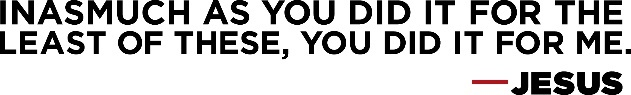 INASMUCH AS YOU DID IT FOR THE
LEAST OF THESE, YOU DID IT FOR ME.
—JESUS